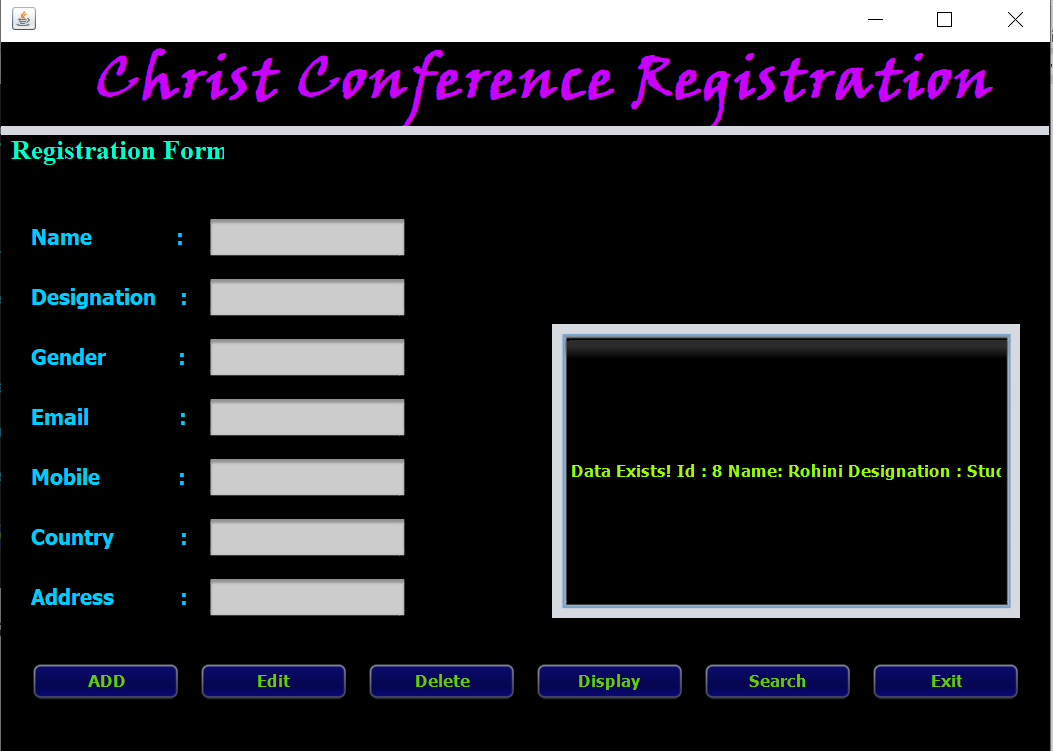 Christ Conference Registration
Registration Form
Name :
Designation :
Gender :
Email :
Mobile :
Country :
Address :
Data Exists! Id : 8 Name: Rohini Designation : Stud
ADD Edit Delete Display Search Exit